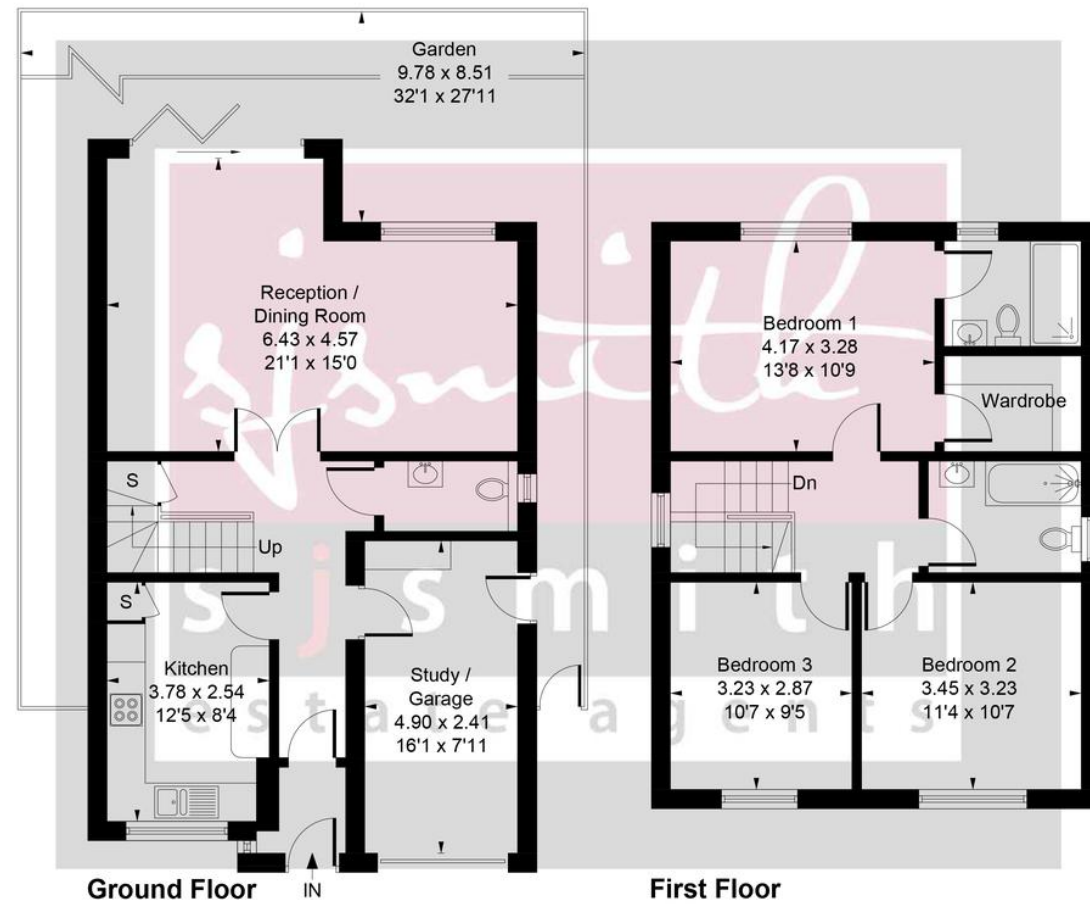 Garden
9.78 x 8.51
32'1 x 27'11
Reception /
Dining Room
6.43 x 4.57
21'1 x 15'0
S
Up
S
Kitchen
3.78 x 2.54
12'5 x 8'4
Study /
Garage
4.90 x 2.41
16'1 x 7'11
IN
Ground Floor
Bedroom 1
4.17 x 3.28
13'8 x 10'9
Wardrobe
Dn
Bedroom 3
3.23 x 2.87
10'7 x 9'5
Bedroom 2
3.45 x 3.23
11'4 x 10'7
First Floor
sjsmith
sjsmith
estate agents